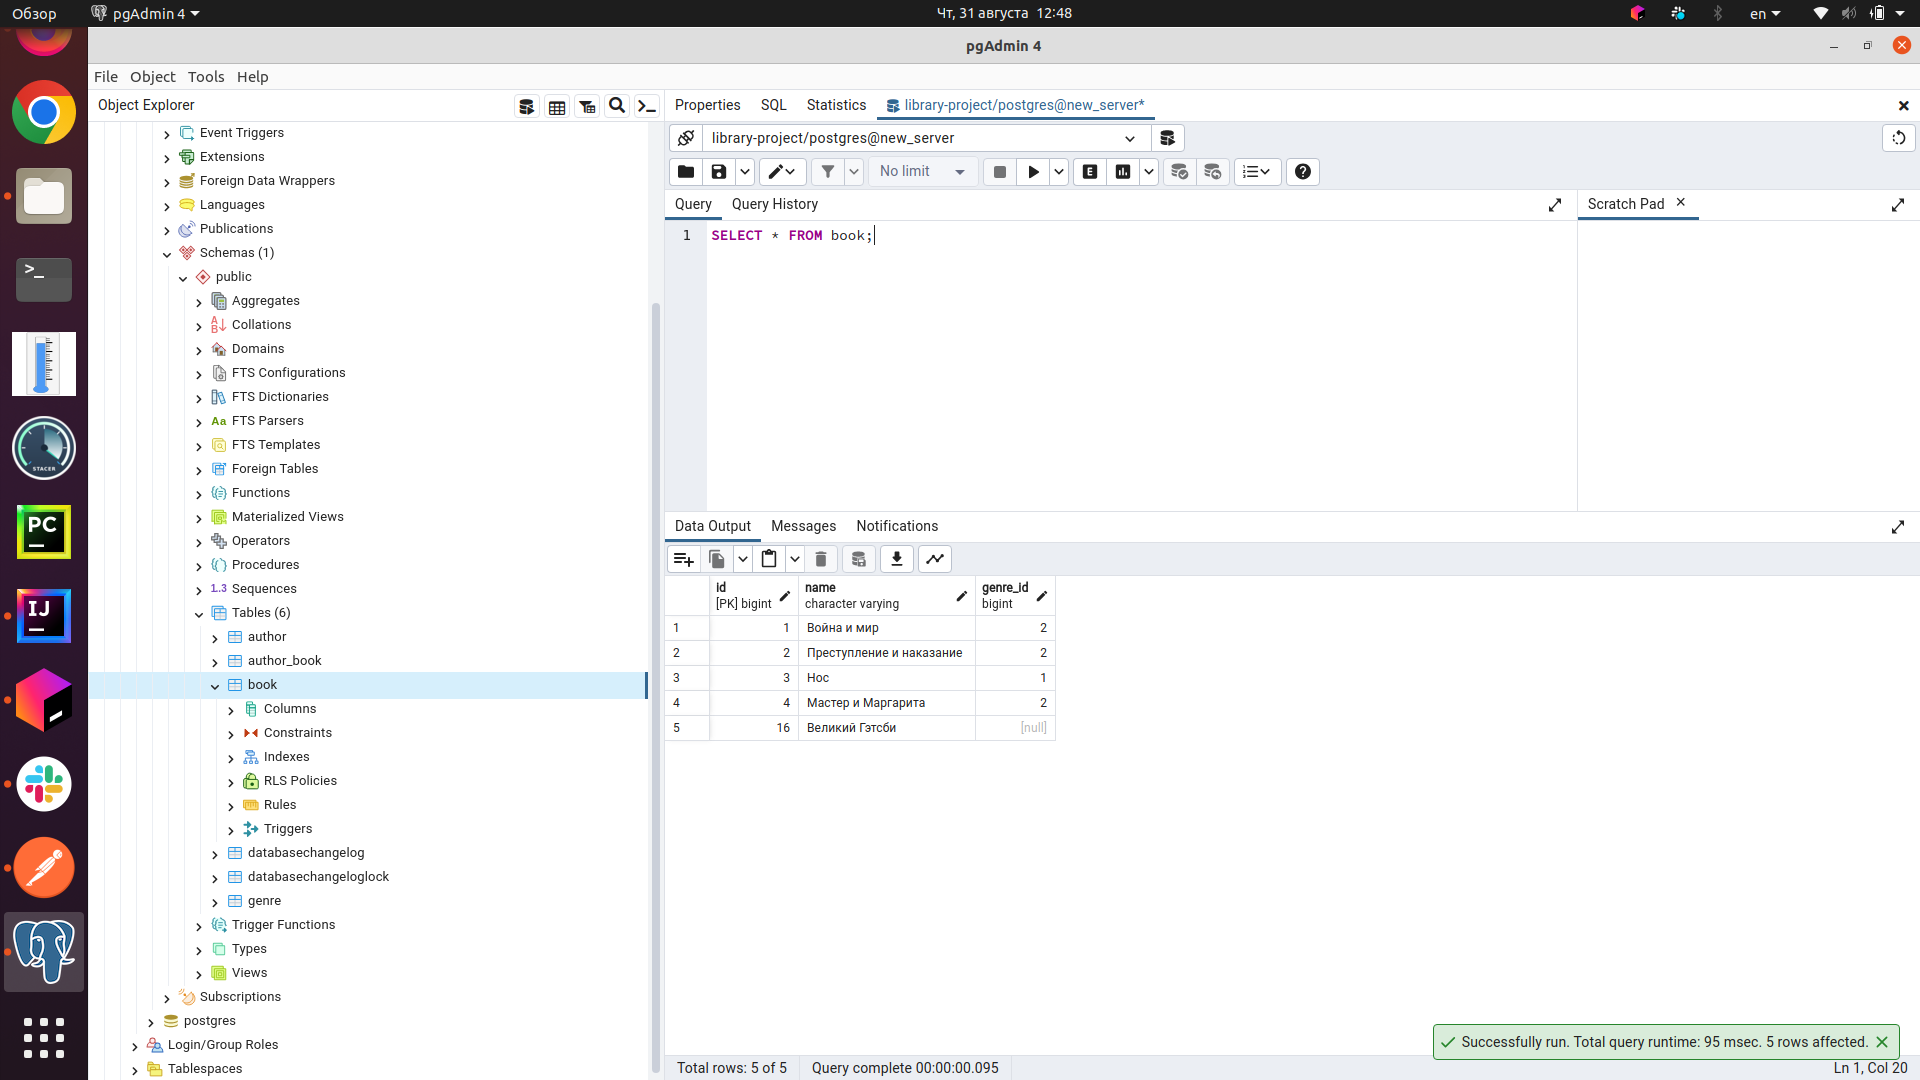 Обзор
pgAdmin 4
Чт, 31 августа 12:48
en
pgAdmin 4
File Object Tools Help
Object Explorer
Event Triggers
Extensions
Foreign Data Wrappers
Languages
Publications
Schemas (1)
public
Aggregates
Collations
Domains
FTS Configurations
FTS Dictionaries
Aa FTS Parsers
FTS Templates
Foreign Tables
Functions
Materialized Views
Operators
Procedures
1..3 Sequences
Tables (6)
author
author_book
book
Columns
Constraints
Indexes
RLS Policies
Rules
Triggers
databasechangelog
databasechangeloglock
genre
Trigger Functions
Types
Views
Subscriptions
postgres
Login/Group Roles
Tablespaces
STACER
PC
IJ
Properties SQL Statistics library-project/postgres@new_server*
library-project/postgres@new_server
No limit
E
Query Query History
Scratch Pad
1 SELECT * FROM book;
Data Output Messages Notifications
id name genre_id
[PK] bigint character varying bigint
1 1 Война и мир 2
2 2 Преступление и наказание 2
3 3 Нос 1
4 4 Мастер и Маргарита 2
5 16 Великий Гэтсби [null]
Successfully run. Total query runtime: 95 msec. 5 rows affected.
Total rows: 5 of 5 Query complete 00:00:00.095 Ln 1, Col 20